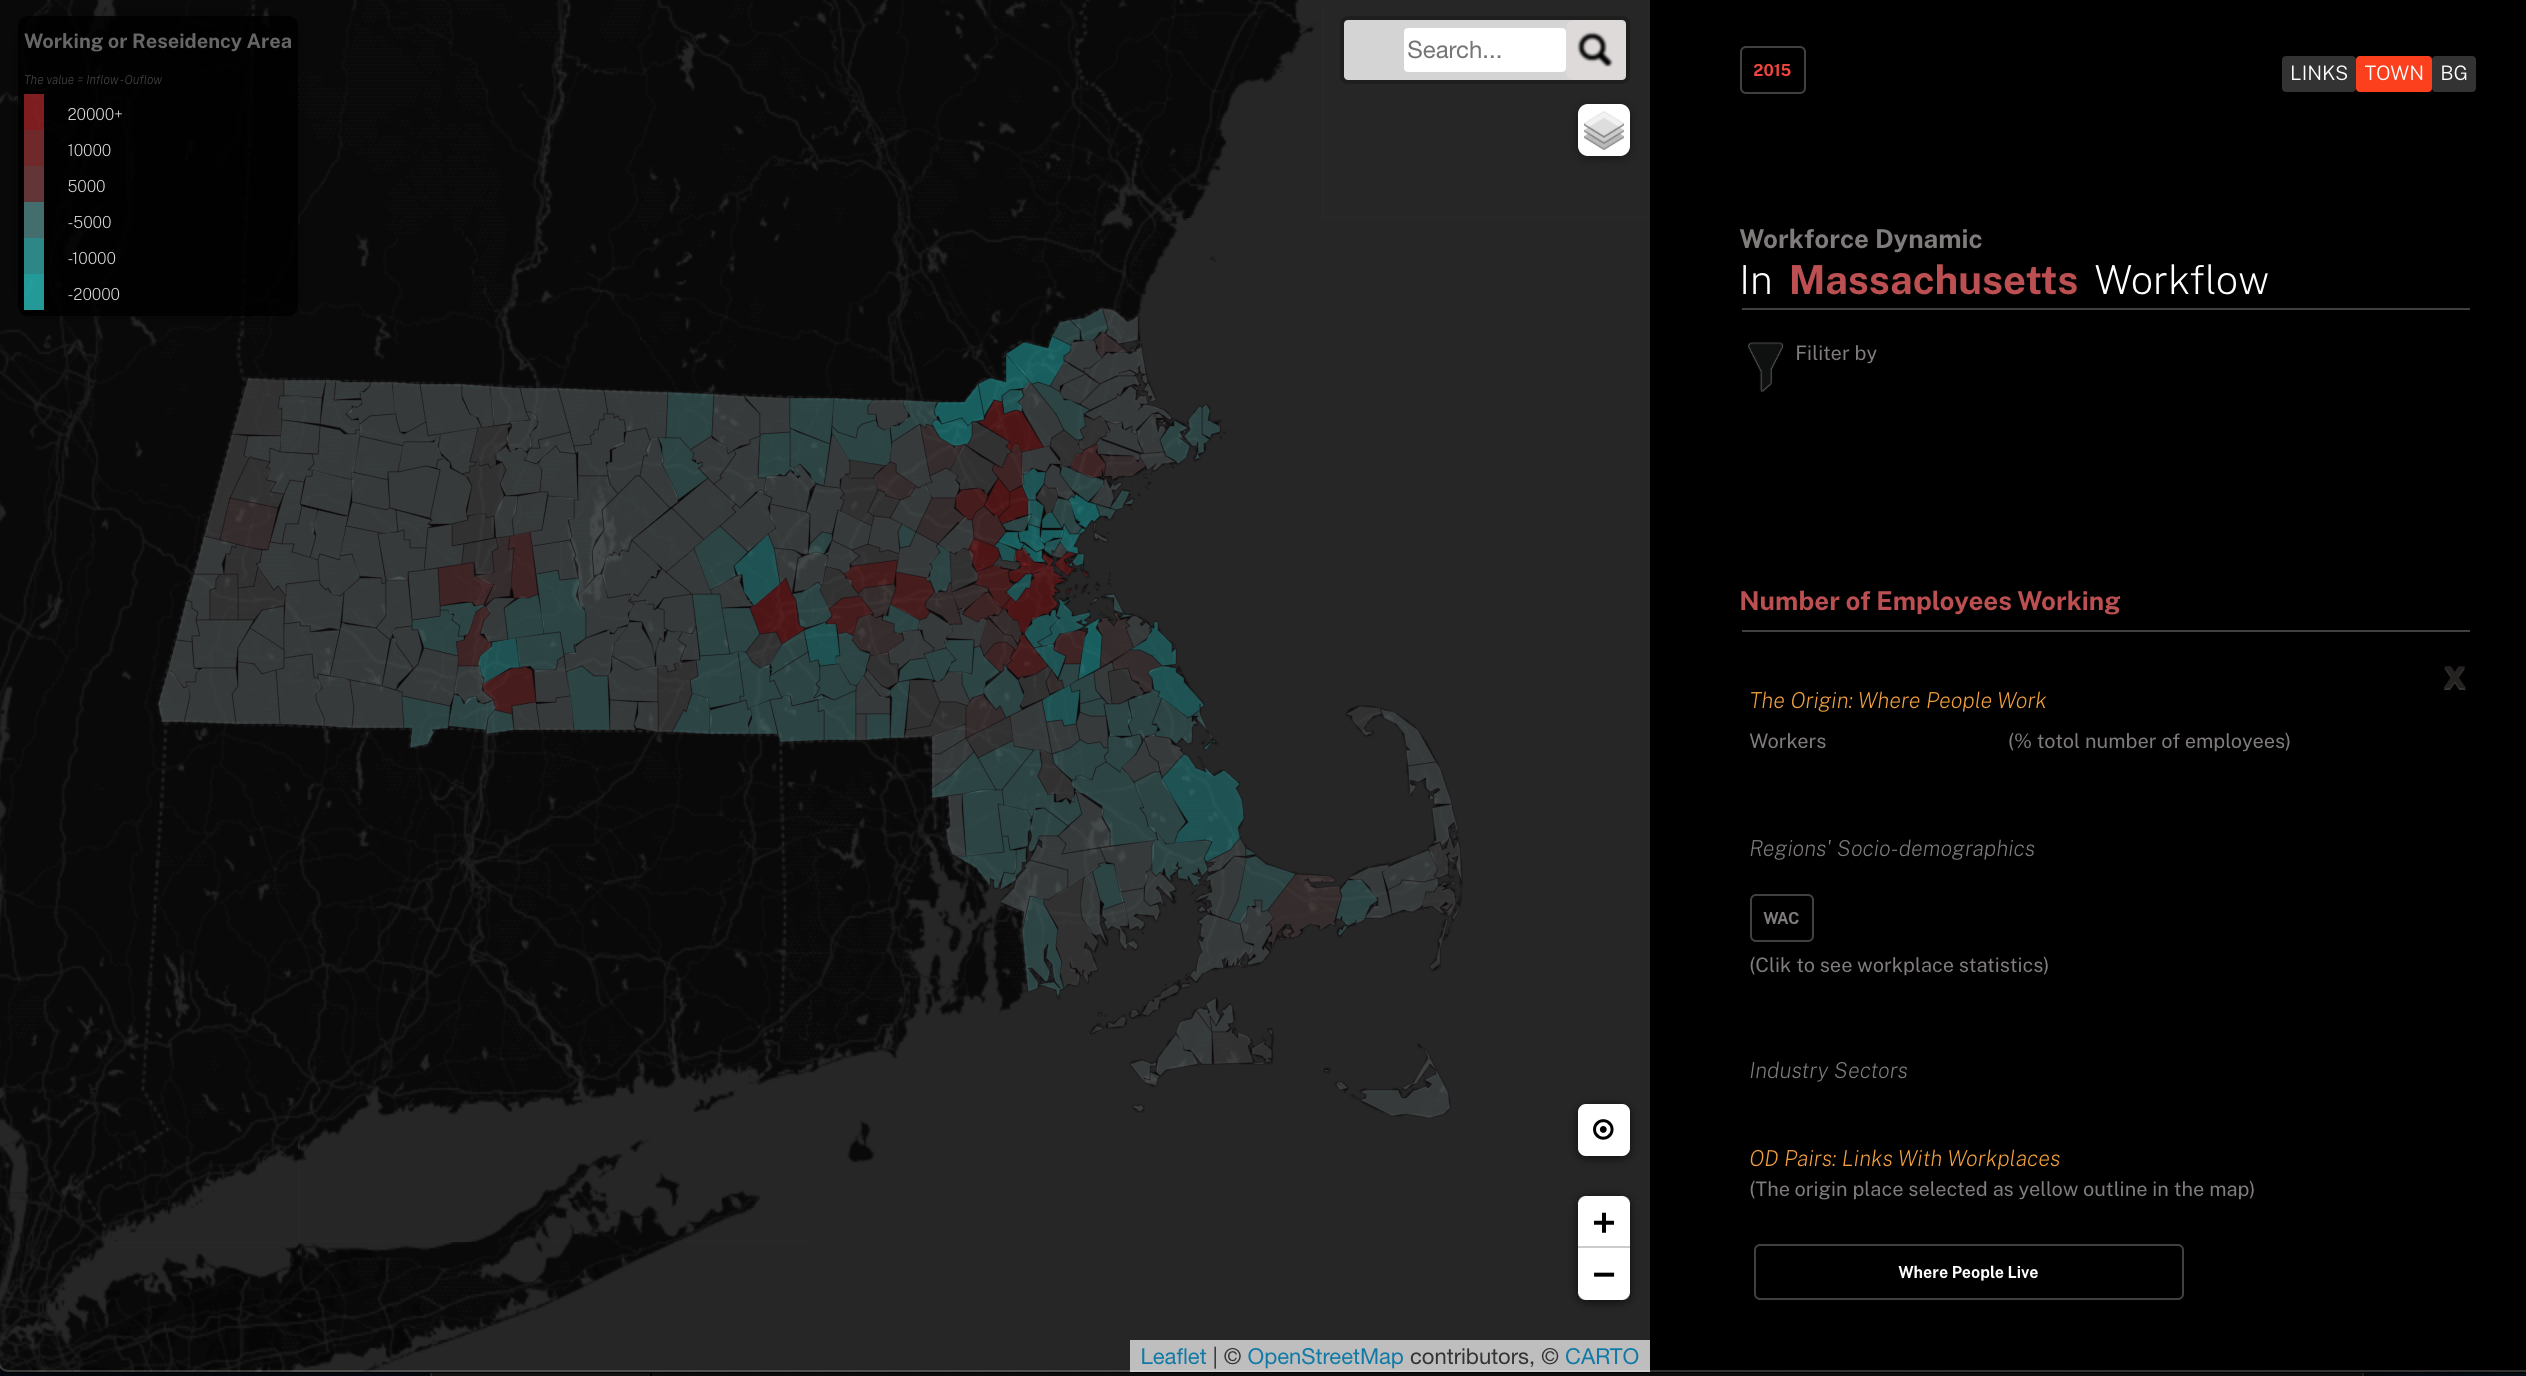 Working or Reseidency Area
The value = Inflow-Ouflow
20000+
10000
5000
-5000
-10000
-20000
Search...
Leaflet | © OpenStreetMap contributors, © CARTO
2015
LINKS TOWN BG
Workforce Dynamic
In Massachusetts Workflow
Filiter by
Number of Employees Working
X
The Origin: Where People Work
Workers (% totol number of employees)
Regions' Socio-demographics
WAC
(Clik to see workplace statistics)
Industry Sectors
OD Pairs: Links With Workplaces
(The origin place selected as yellow outline in the map)
Where People Live